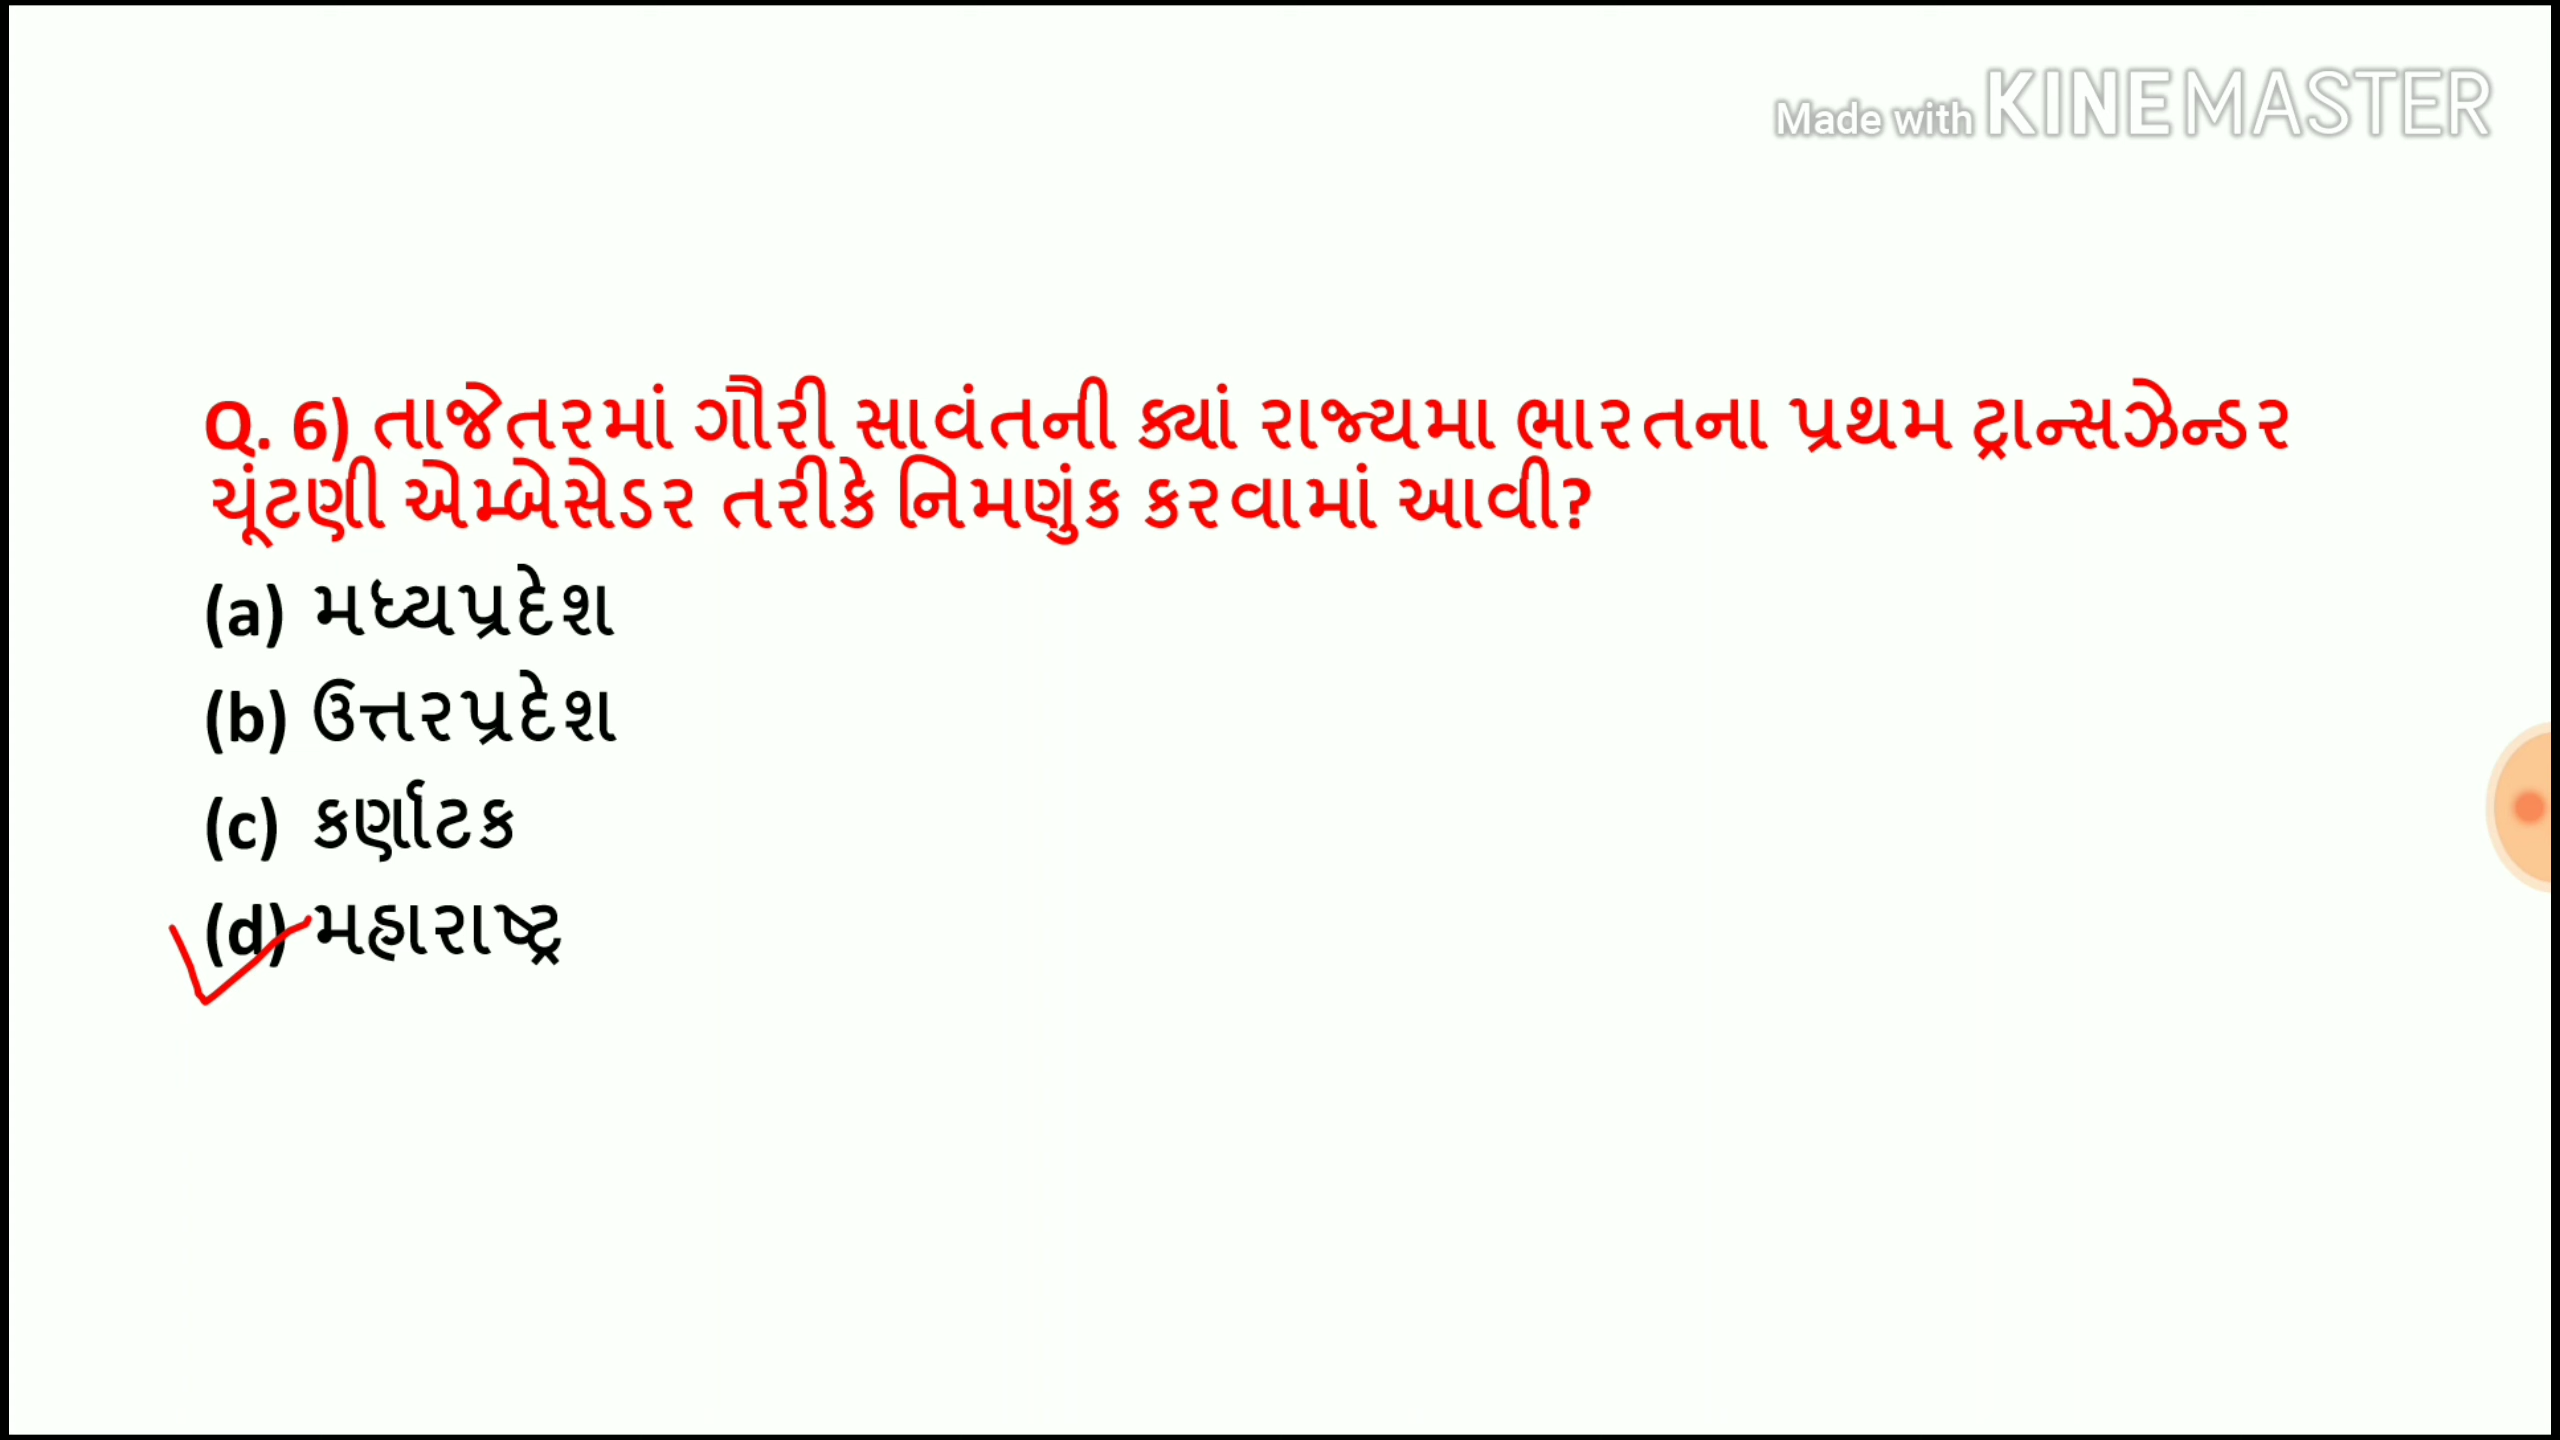 Made with KINEMASTER
Q. 6) તાજેતરમાં ગૌરી સાવંતની ક્યાં રાજ્યમા ભારતના પ્રથમ ટ્રાન્સઝેન્ડર
ચૂંટણી એમ્બેસેડર તરીકે નિમણુંક કરવામાં આવી?
(a) મધ્યપ્રદેશ
(b) ઉત્તરપ્રદેશ
(c) કર્ણાટક
(d) મહારાષ્ટ્ર